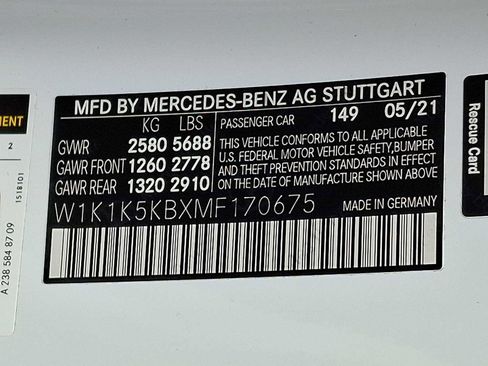 MFD BY MERCEDES-BENZ AG STUTTGART
KG LBS PASSENGER CAR 149 05/21
GVWR 2580 5688
GAWR FRONT 1260 2778
GAWR REAR 1320 2910
THIS VEHICLE CONFORMS TO ALL APPLICABLE
U.S. FEDERAL MOTOR VEHICLE SAFETY,BUMPER
AND THEFT PREVENTION STANDARDS IN EFFECT
ON THE DATE OF MANUFACTURE SHOWN ABOVE.
W1K1K5KBXMF170675 MADE IN GERMANY
MENT
2
1518101
A 238 584 87 09
Rescue Card